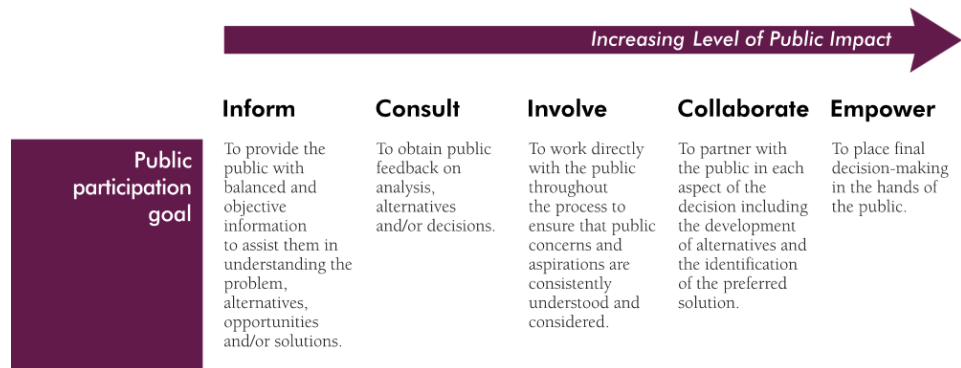 Increasing Level of Public Impact
Inform
Consult
Involve
Collaborate
Empower
Public
participation
goal
To provide the
public with
balanced and
objective
information
to assist them in
understanding the
problem,
alternatives,
opportunities
and/or solutions.
To obtain public
feedback on
analysis,
alternatives
and/or decisions.
To work directly
with the public
throughout
the process to
ensure that public
concerns and
aspirations are
consistently
understood and
considered.
To partner with
the public in each
aspect of the
decision including
the development
of alternatives and
the identification
of the preferred
solution.
To place final
decision-making
in the hands of
the public.